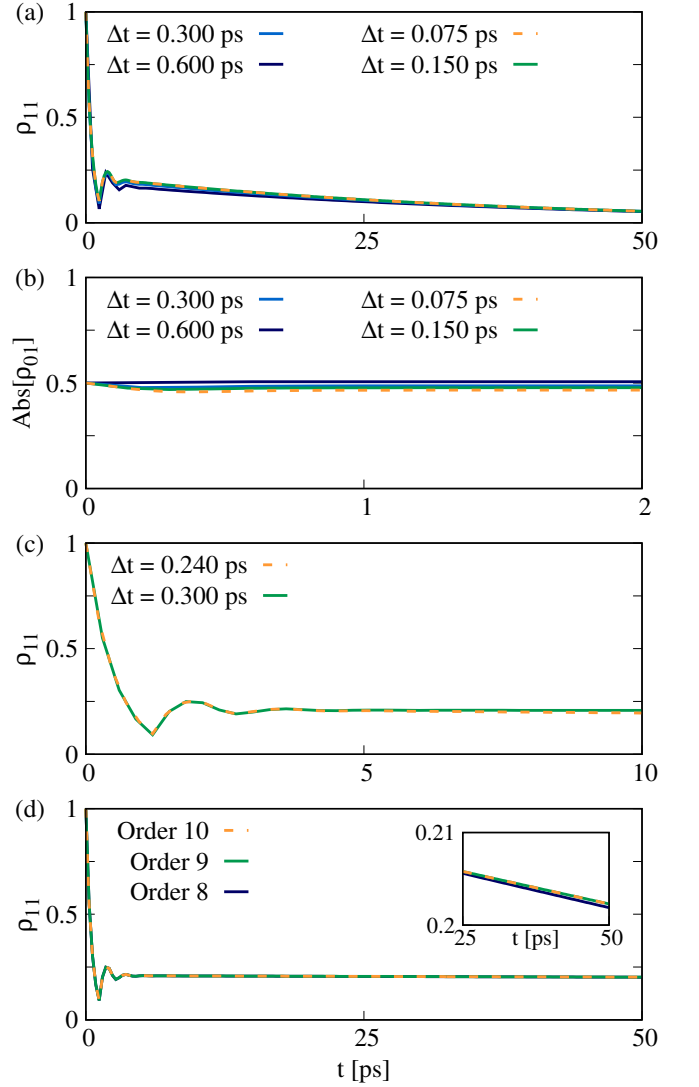 (a)
1
Δt = 0.300 ps
Δt = 0.075 ps
Δt = 0.600 ps
Δt = 0.150 ps
ρ11
0.5
0
0
25
50
(b)
1
Δt = 0.300 ps
Δt = 0.075 ps
Δt = 0.600 ps
Δt = 0.150 ps
Abs[ρ01]
0.5
0
0
1
2
(c)
1
Δt = 0.240 ps
Δt = 0.300 ps
ρ11
0.5
0
0
5
10
(d)
1
Order 10
Order 9
Order 8
ρ11
0.5
0
0.21
0.2
25
t [ps]
50
0
25
50
t [ps]